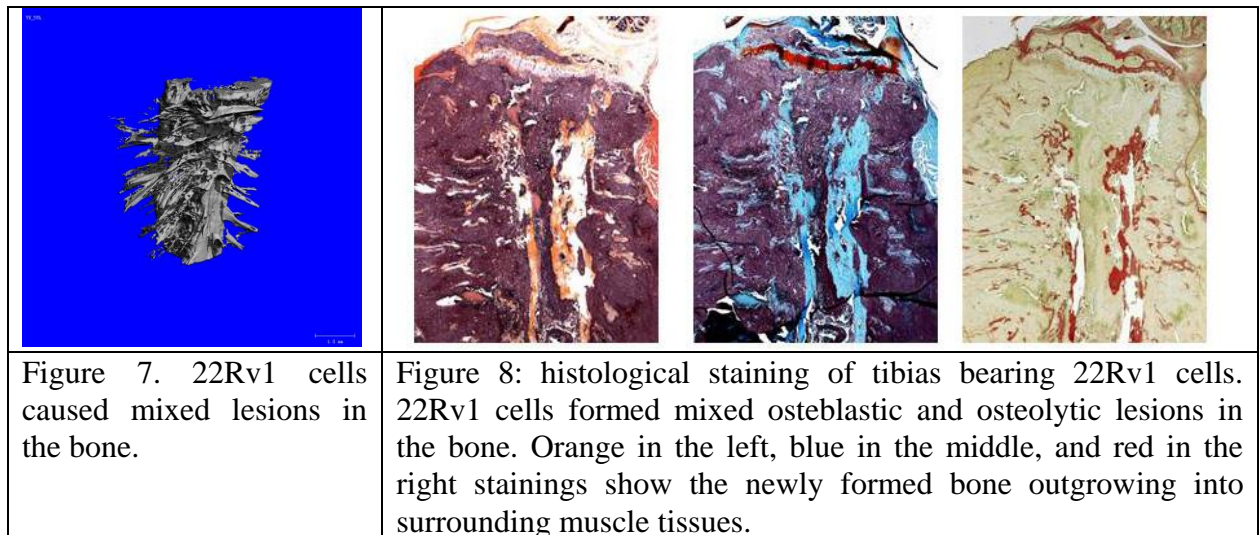 Figure 7. 22Rv1 cells
caused mixed lesions in
the bone.
Figure 8: histological staining of tibias bearing 22Rv1 cells.
22Rv1 cells formed mixed osteblastic and osteolytic lesions in
the bone. Orange in the left, blue in the middle, and red in the
right stainings show the newly formed bone outgrowing into
surrounding muscle tissues.